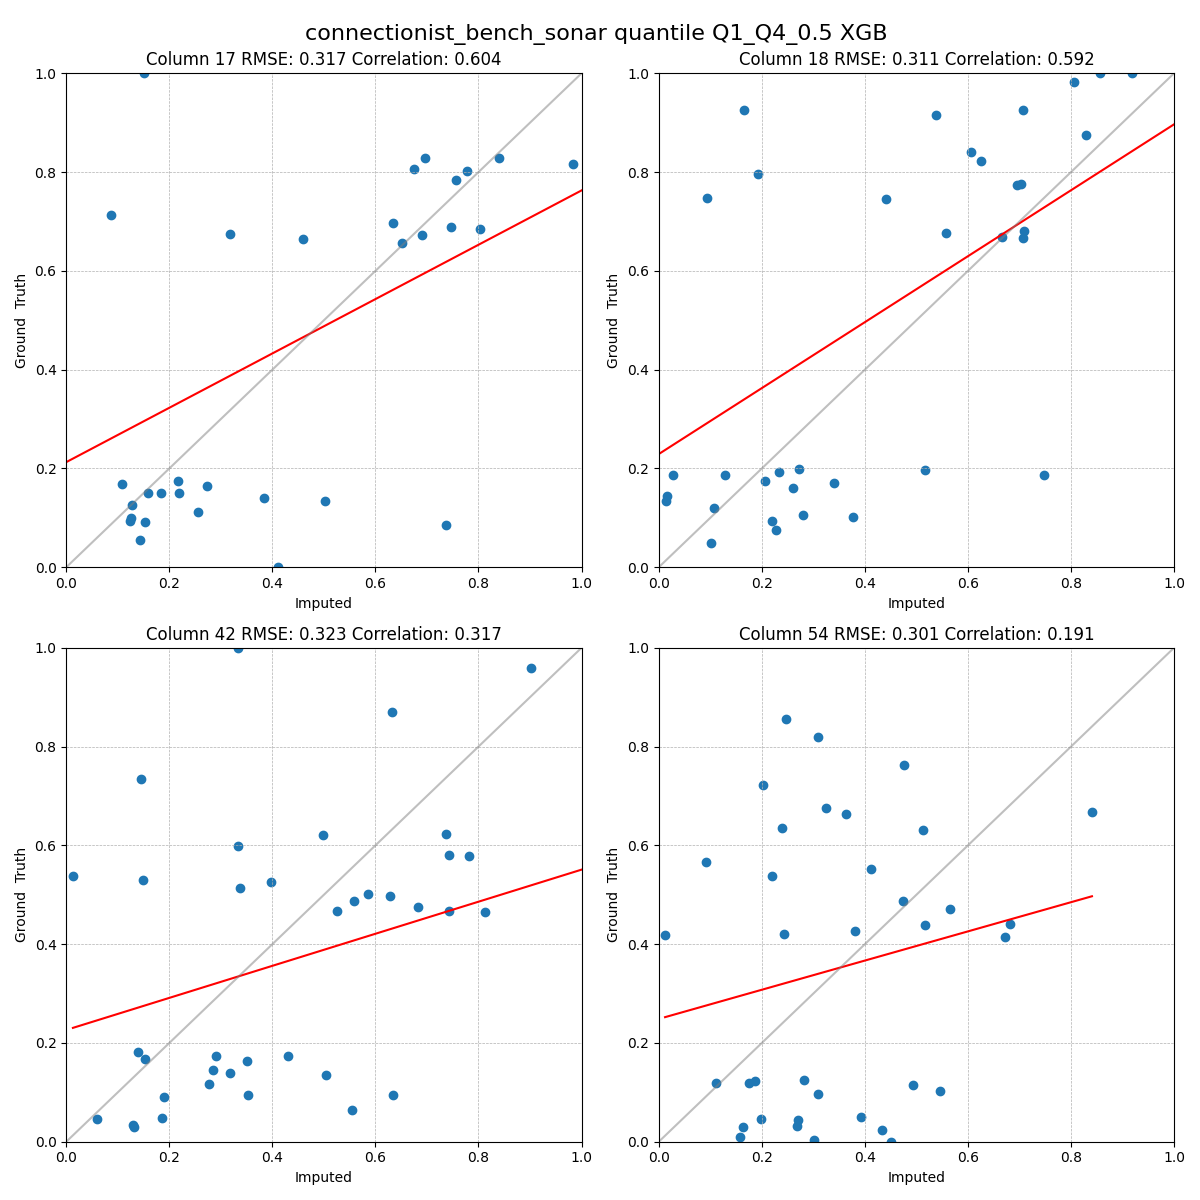 connectionist_bench_sonar quantile Q1_Q4_0.5 XGB
Column 17 RMSE: 0.317 Correlation: 0.604
1.0
0.8
0.6
0.4
0.2
0.0
Ground Truth
0.0 0.2 0.4 0.6 0.8 1.0
Imputed
Column 18 RMSE: 0.311 Correlation: 0.592
1.0
0.8
0.6
0.4
0.2
0.0
Ground Truth
0.0 0.2 0.4 0.6 0.8 1.0
Imputed
Column 42 RMSE: 0.323 Correlation: 0.317
1.0
0.8
0.6
0.4
0.2
0.0
Ground Truth
0.0 0.2 0.4 0.6 0.8 1.0
Imputed
Column 54 RMSE: 0.301 Correlation: 0.191
1.0
0.8
0.6
0.4
0.2
0.0
Ground Truth
0.0 0.2 0.4 0.6 0.8 1.0
Imputed